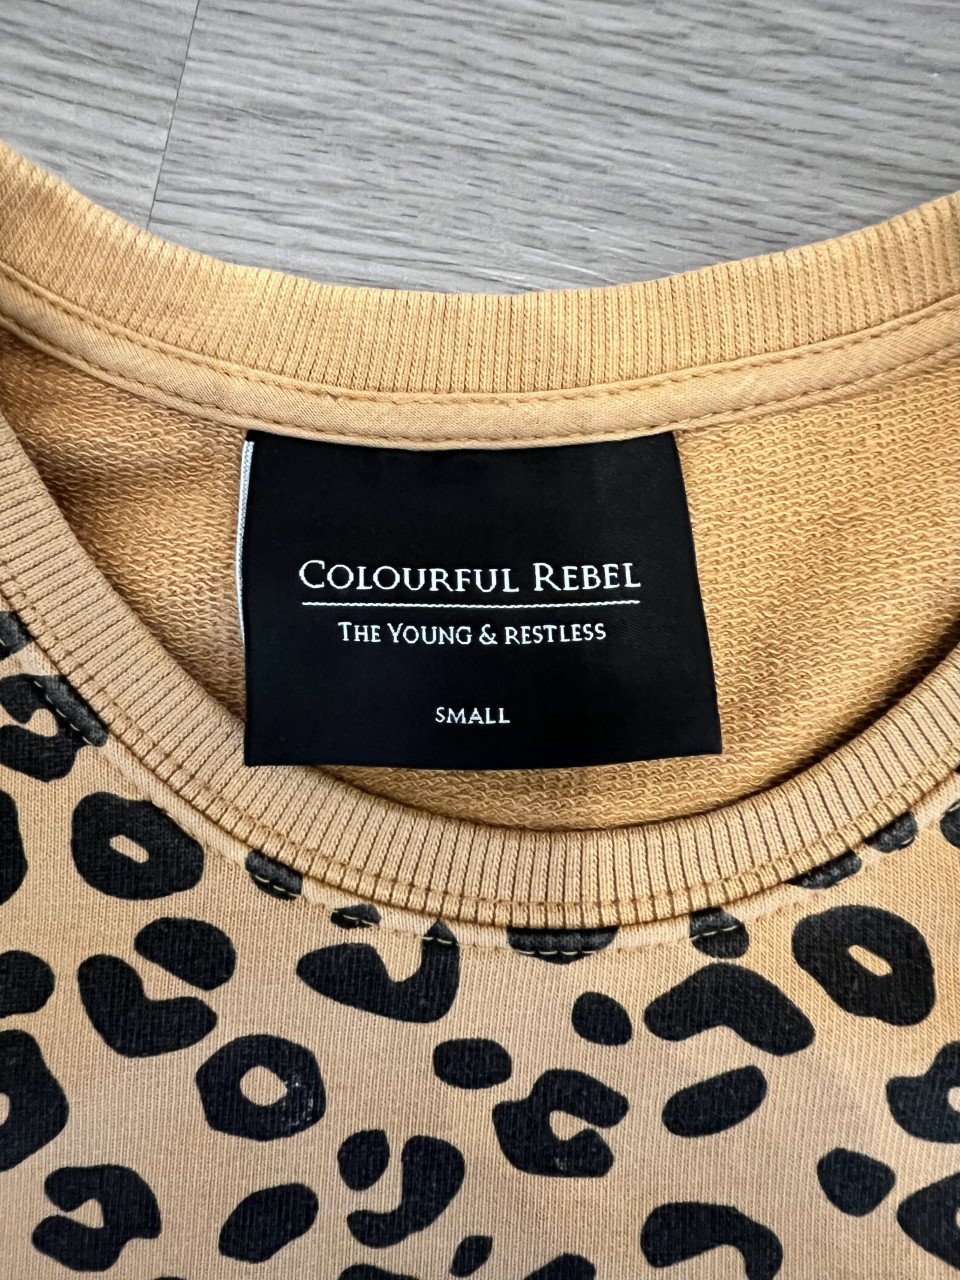 COLOURFUL REBEL
THE YOUNG & RESTLESS
SMALL